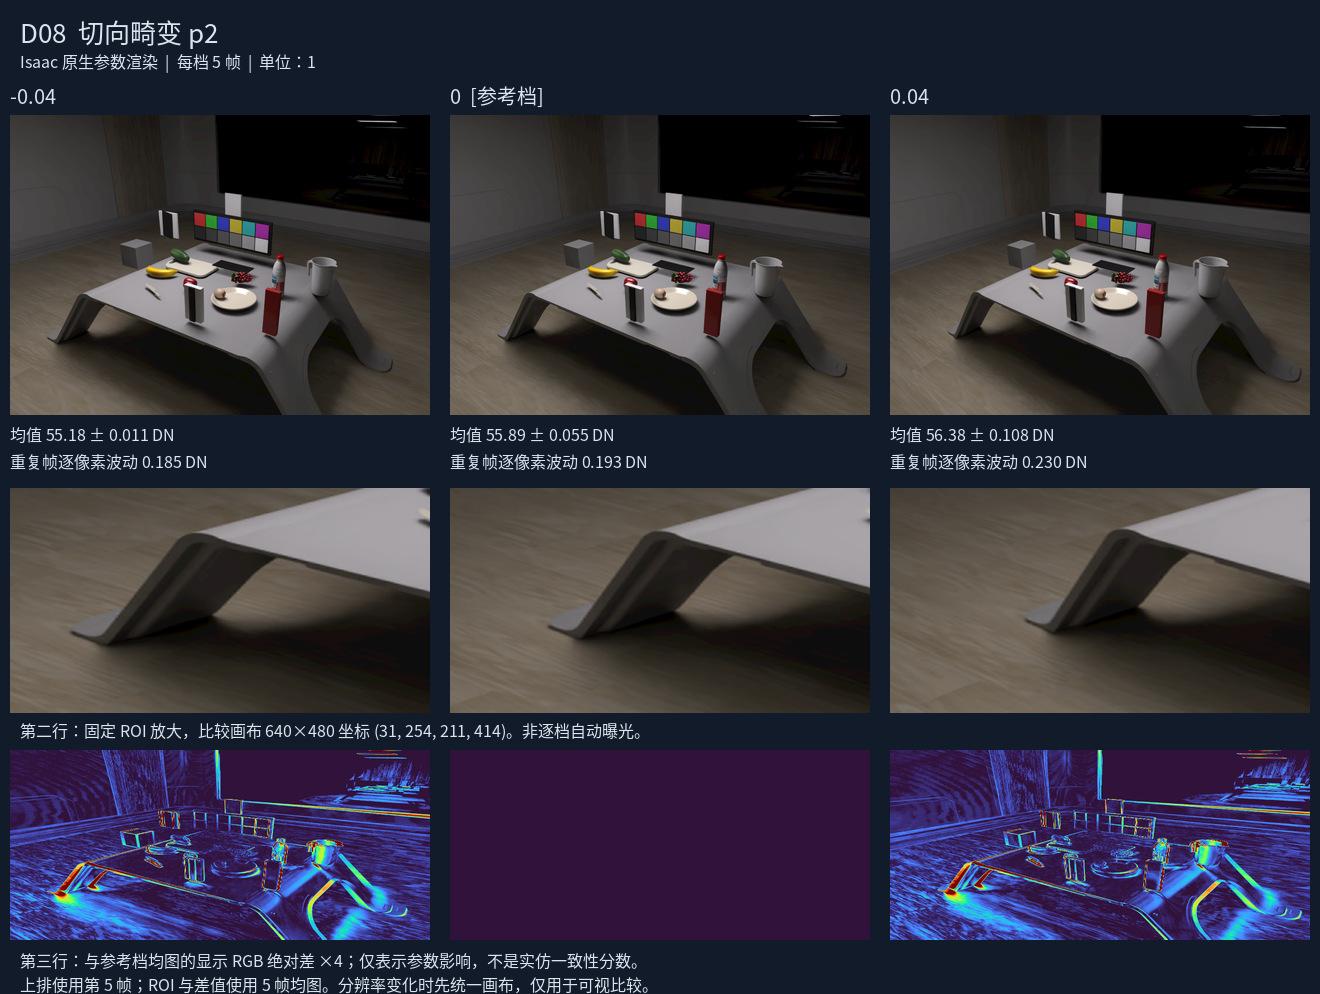 D08 切向畸变 p2
Isaac 原生参数渲染｜每档 5 帧｜单位：1
-0.04
0 [参考档]
0.04
均值 55.18 ± 0.011 DN
重复帧逐像素波动 0.185 DN
均值 55.89 ± 0.055 DN
重复帧逐像素波动 0.193 DN
均值 56.38 ± 0.108 DN
重复帧逐像素波动 0.230 DN
第二行：固定 ROI 放大，比较画布 640×480 坐标 (31, 254, 211, 414)。非逐档自动曝光。
第三行：与参考档均图的显示 RGB 绝对差 ×4；仅表示参数影响，不是实仿一致性分数。
上排使用第 5 帧；ROI 与差值使用 5 帧均图。分辨率变化时先统一画布，仅用于可视比较。